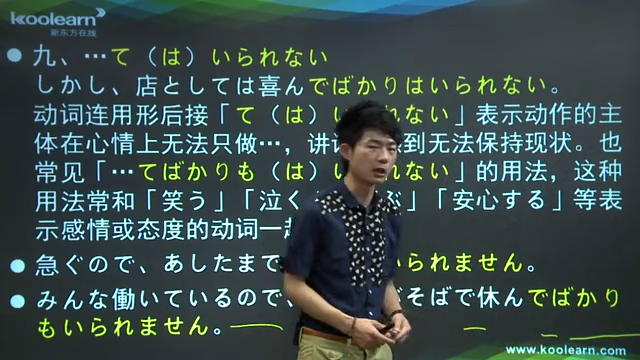 koolearn
新东方在线
九、…て（は）いられない
しかし、店としては喜んでばかりはいられない。
动词连用形后接「て（は）い れない」表示动作的主
体在心情上无法只做…，讲 到无法保持现状。也
常见「…てばかりも（は） れない」的用法，这种
用法常和「笑う」「泣く ぶ」「安心する」等表
示感情或态度的动词一
急ぐので、あしたまで いられません。
みんな働いているので、 そばで休んでばかり
もいられません。
www.koolearn.com